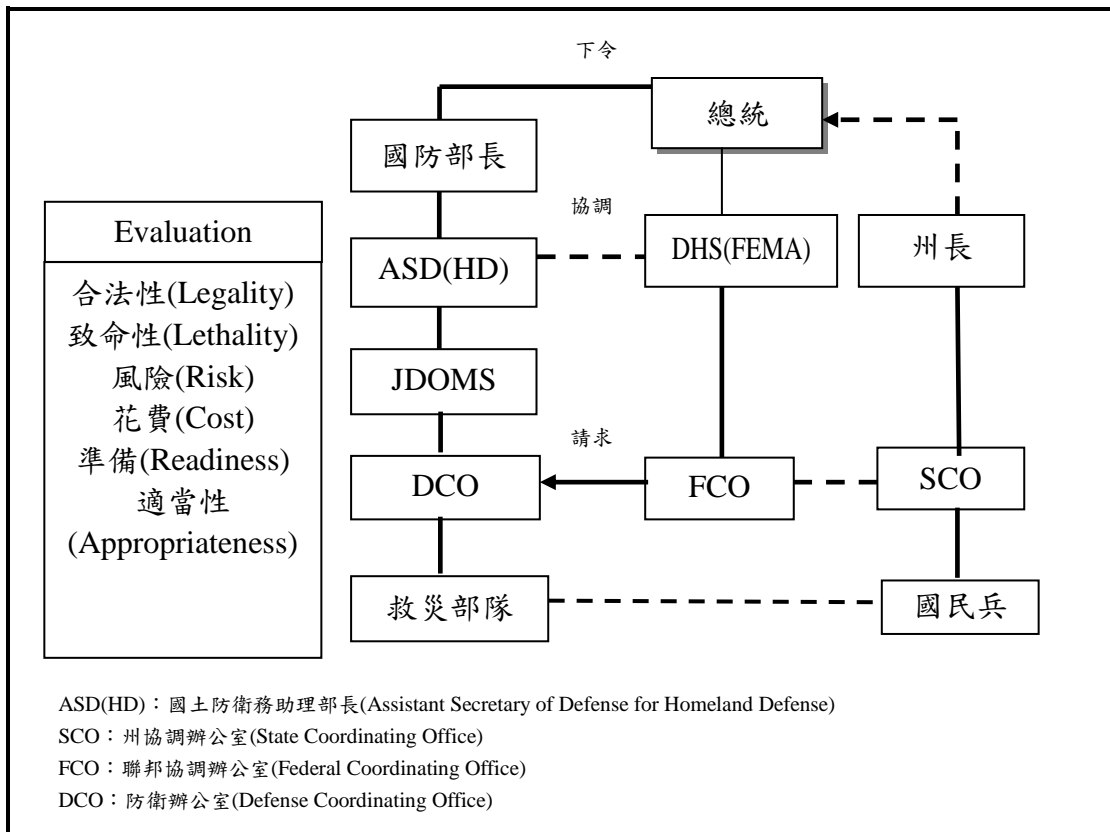 下令
總統
國防部長
協調
Evaluation
合法性(Legality)
致命性(Lethality)
風險(Risk)
花費(Cost)
準備(Readiness)
適當性
(Appropriateness)
ASD(HD)
DHS(FEMA)
州長
JDOMS
請求
DCO
FCO
SCO
救災部隊
國民兵
ASD(HD)：國土防衛務助理部長(Assistant Secretary of Defense for Homeland Defense)
SCO：州協調辦公室(State Coordinating Office)
FCO：聯邦協調辦公室(Federal Coordinating Office)
DCO：防衛辦公室(Defense Coordinating Office)